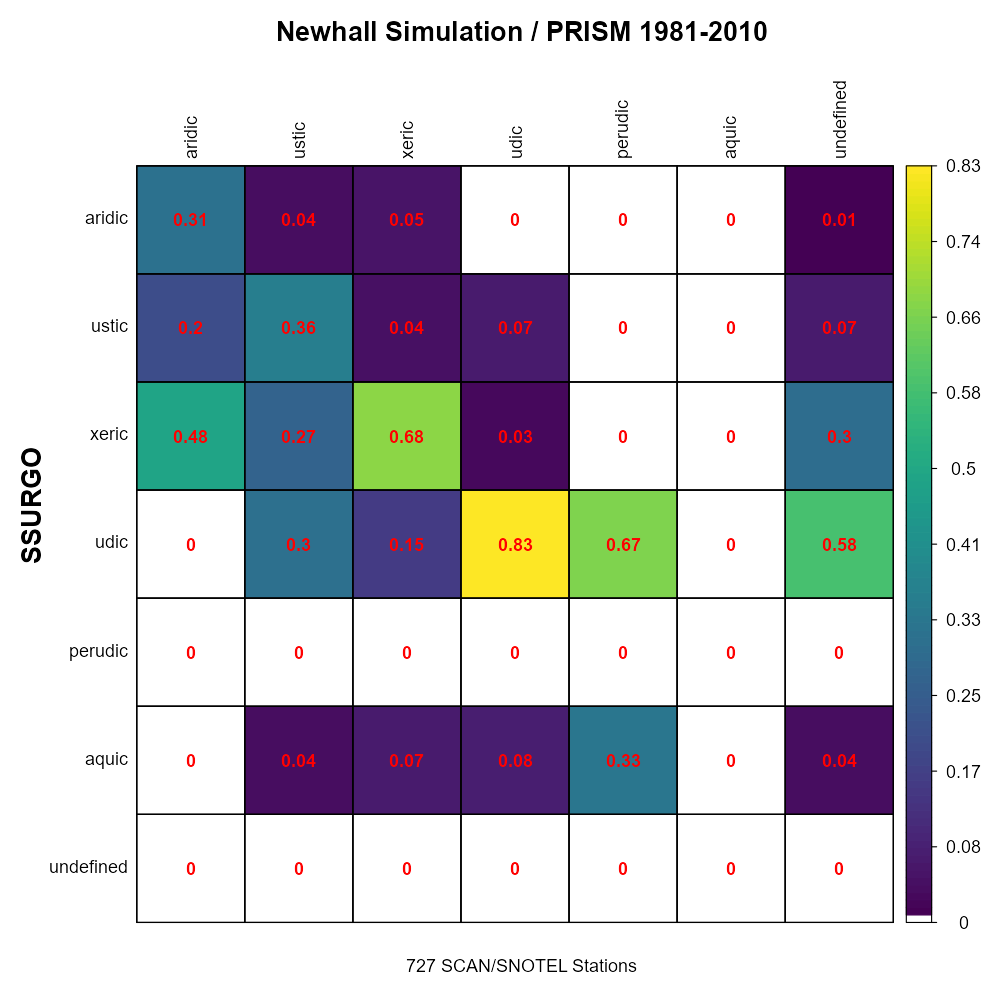 Newhall Simulation / PRISM 1981-2010
aridic ustic xeric udic perudic aquic undefined
SSURGO
aridic 0.31 0.04 0.05 0 0 0 0.01
ustic 0.2 0.36 0.04 0.07 0 0 0.07
xeric 0.48 0.27 0.68 0.03 0 0 0.3
udic 0 0.3 0.15 0.83 0.67 0 0.58
perudic 0 0 0 0 0 0 0
aquic 0 0.04 0.07 0.08 0.33 0 0.04
undefined 0 0 0 0 0 0 0
0.83
0.74
0.66
0.58
0.5
0.41
0.33
0.25
0.17
0.08
0
727 SCAN/SNOTEL Stations